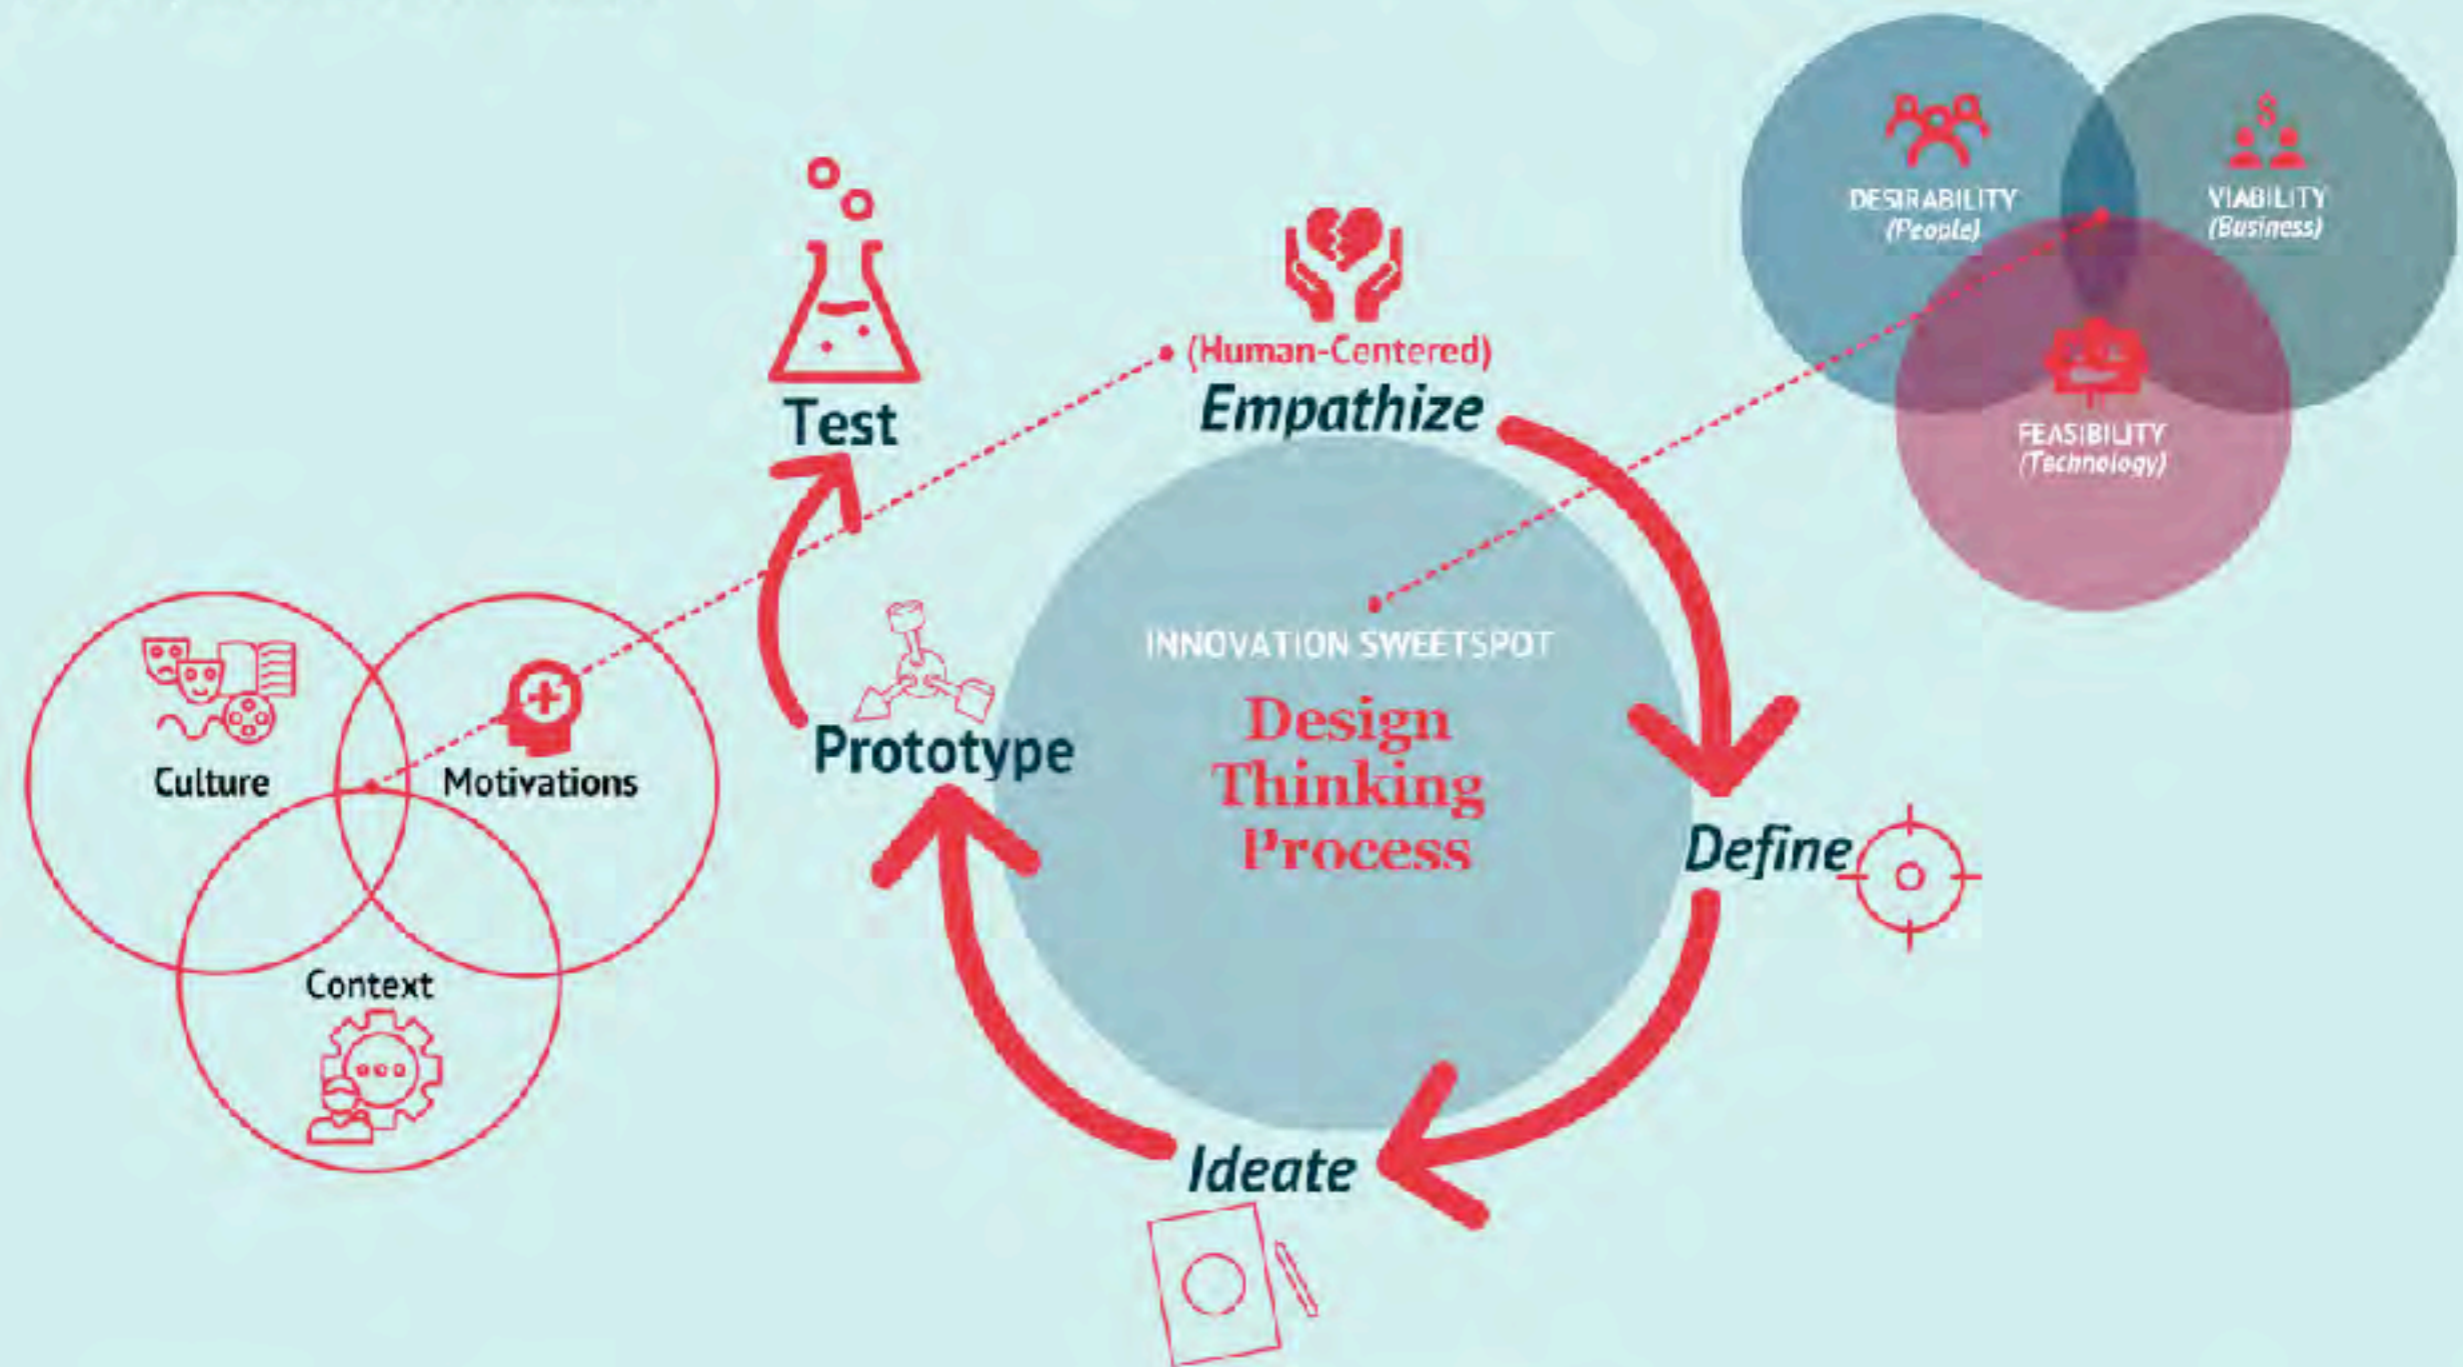 DESIRABILITY
(People)
VIABILITY
(Business)
FEASIBILITY
(Technology)
(Human-Centered)
Empathize
Test
INNOVATION SWEETSPOT
Design
Thinking
Process
Prototype
Culture
Motivations
Context
Define
Ideate